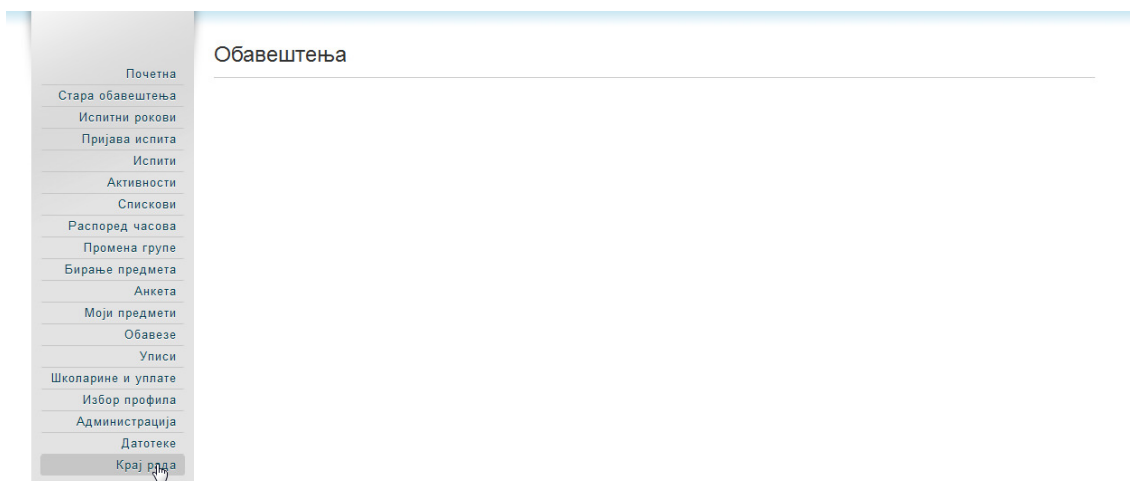 Обавештења
Почетна
Стара обавештења
Испитни рокови
Пријава испита
Испити
Активности
Спискови
Распоред часова
Промена групе
Бирање предмета
Анкета
Моји предмети
Обавезе
Уписи
Школарине и уплате
Избор профила
Администрација
Датотеке
Крај рада